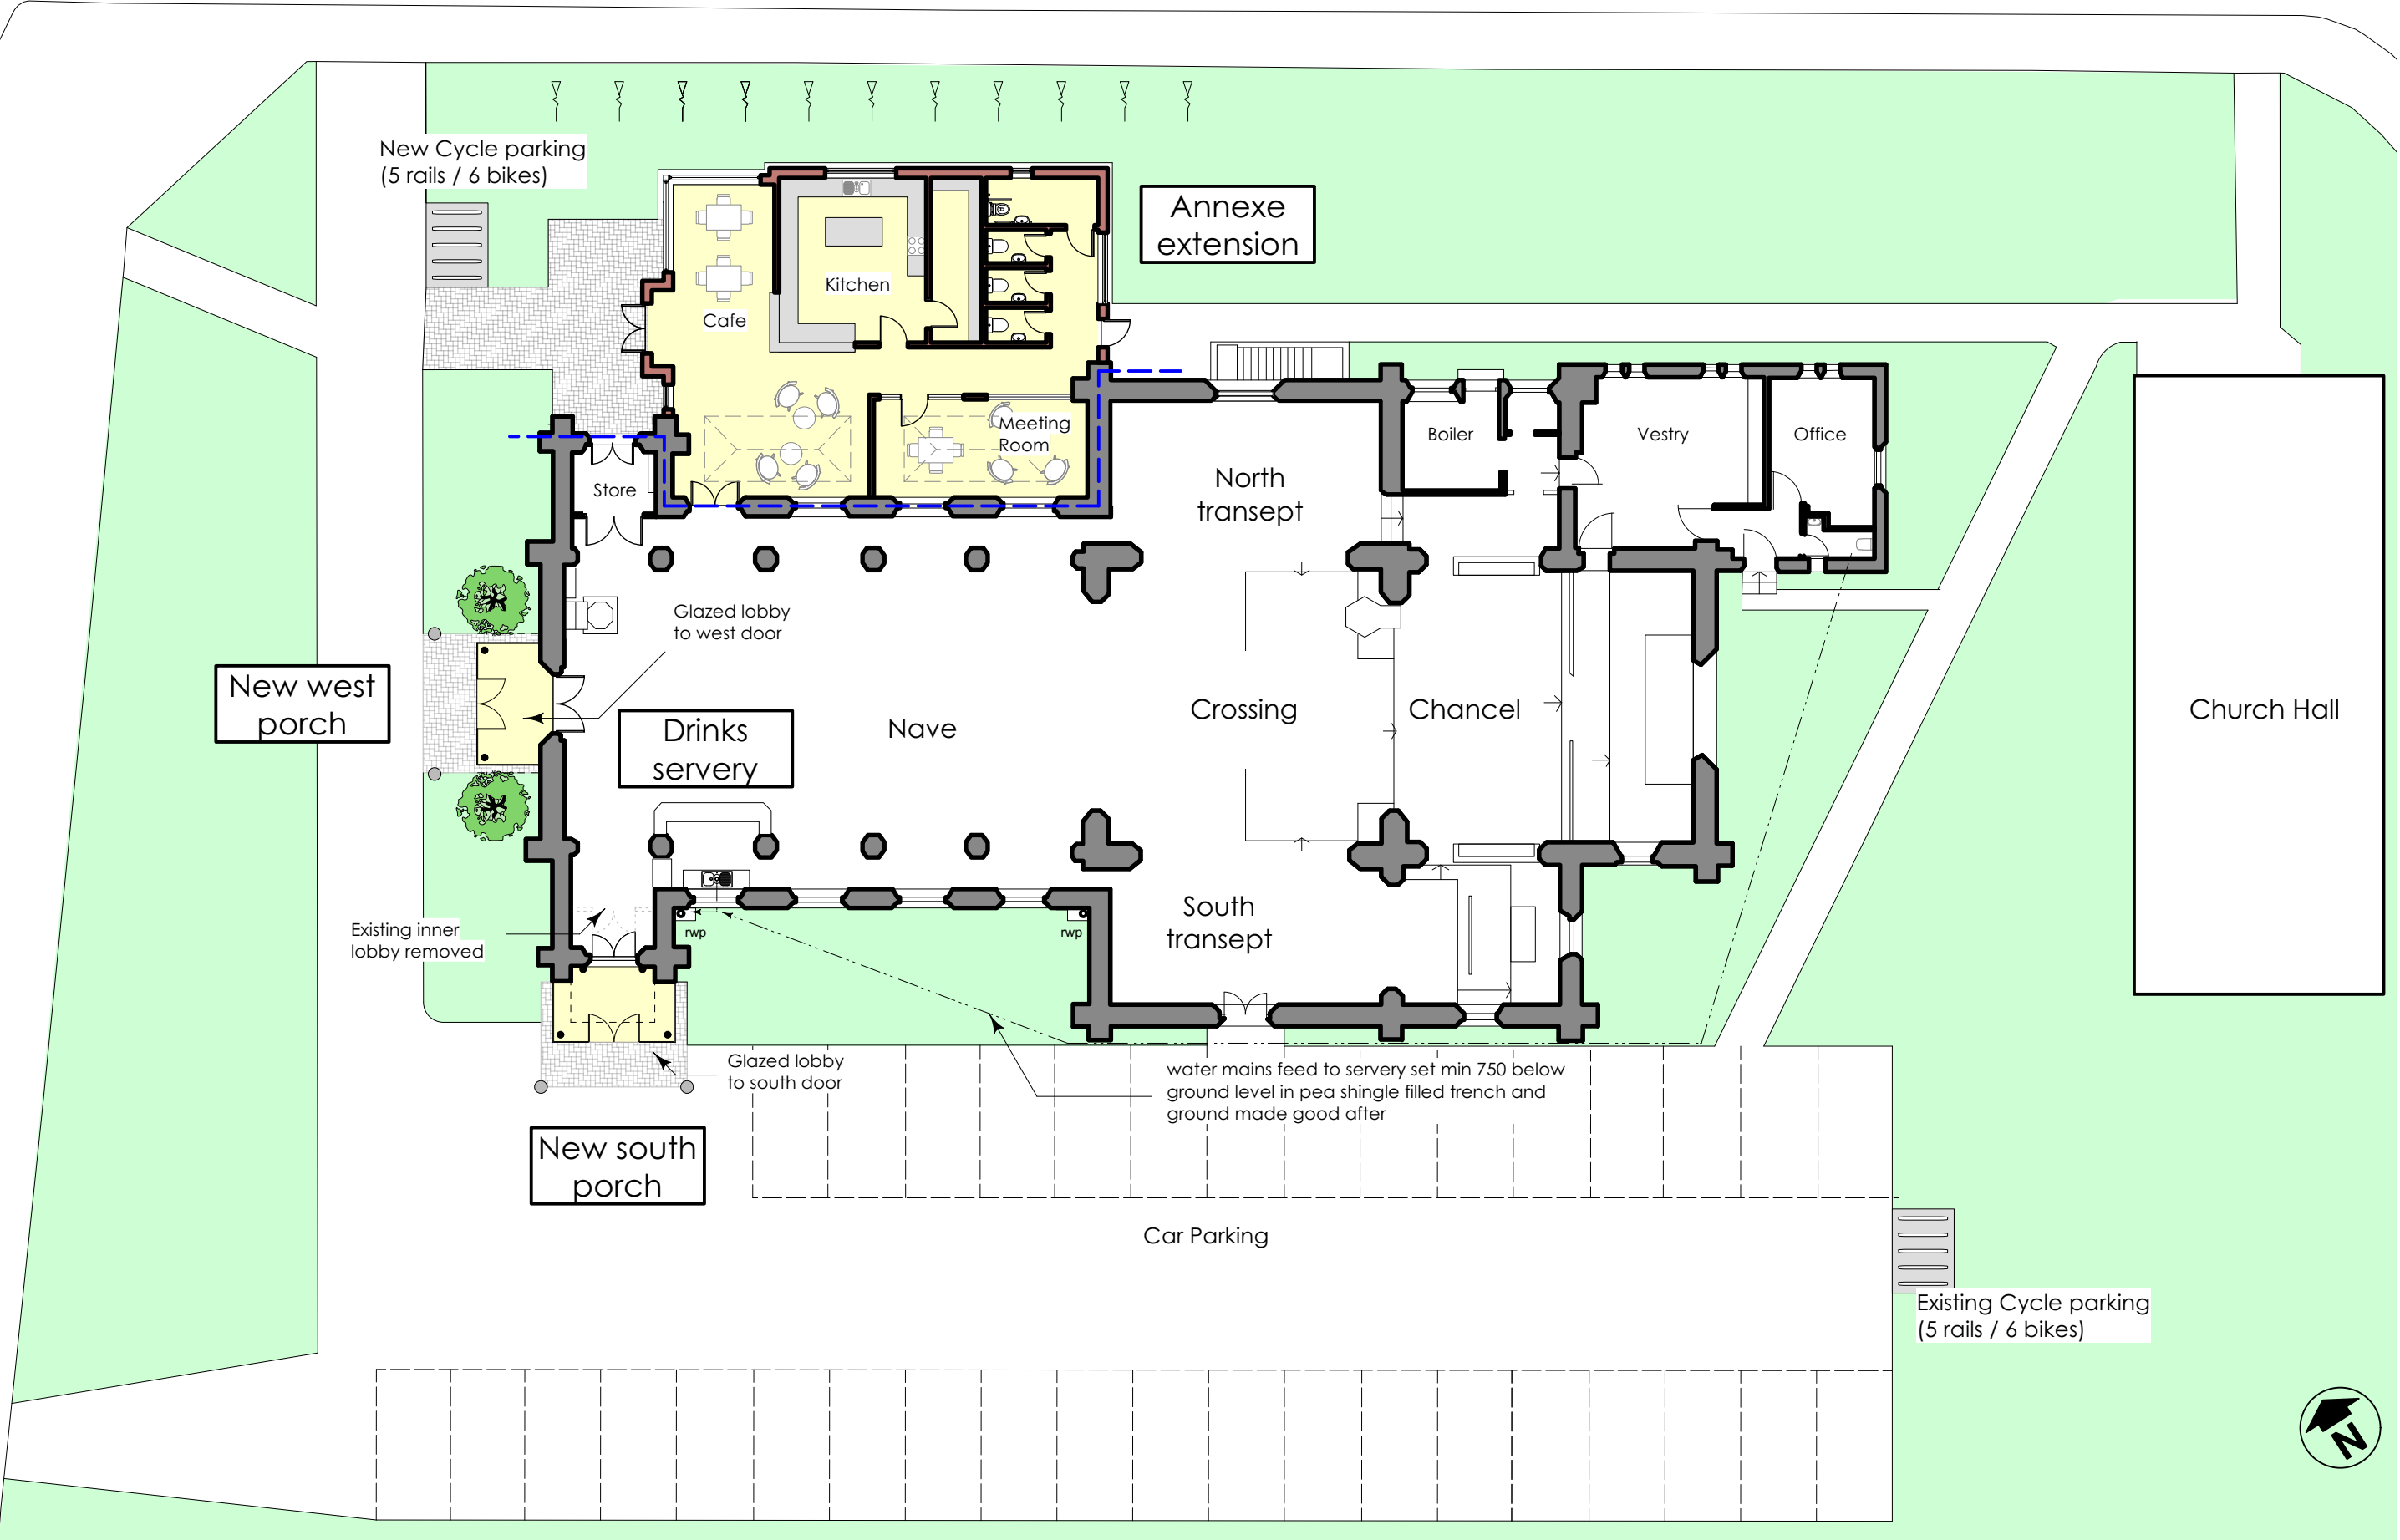 New Cycle parking
(5 rails / 6 bikes)
Annexe
extension
Kitchen
Cafe
Meeting
Room
Store
North
transept
Boiler
Vestry
Office
Glazed lobby
to west door
New west
porch
Drinks
servery
Nave
Crossing
Chancel
Church Hall
Existing inner
lobby removed
rwp
rwp
South
transept
Glazed lobby
to south door
water mains feed to servery set min 750 below
ground level in pea shingle filled trench and
ground made good after
New south
porch
Car Parking
Existing Cycle parking
(5 rails / 6 bikes)
N